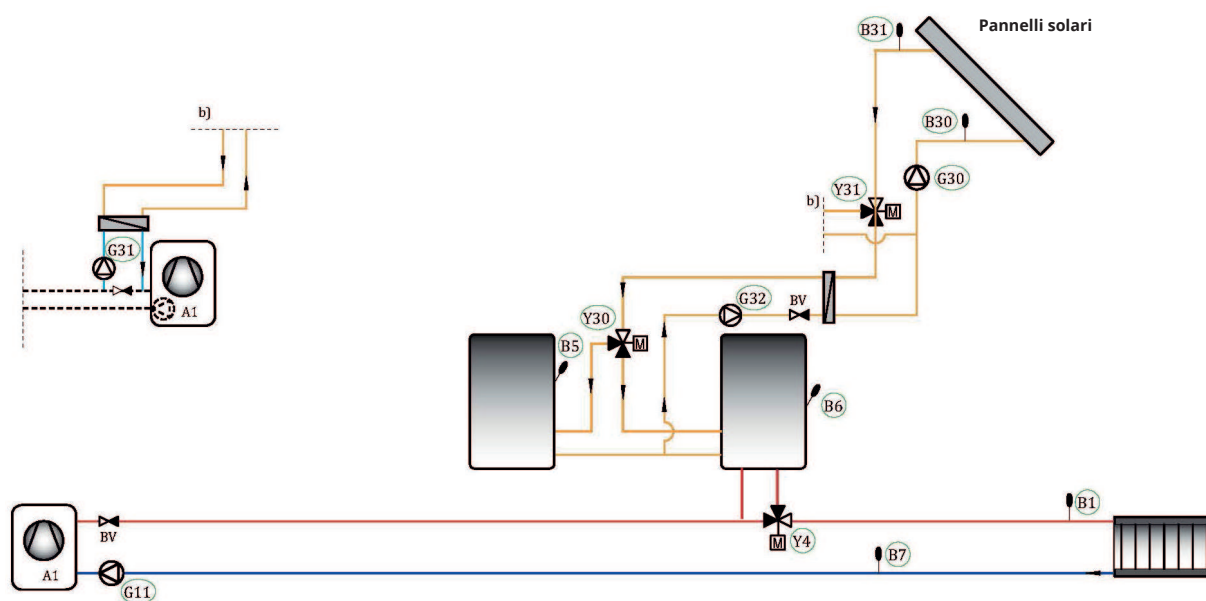 Pannelli solari
B31
b)
B30
G30
Y31
b)
M
G31
G32
BV
Y30
M
A1
B5
B6
B1
BV
Y4
M
B7
A1
G11